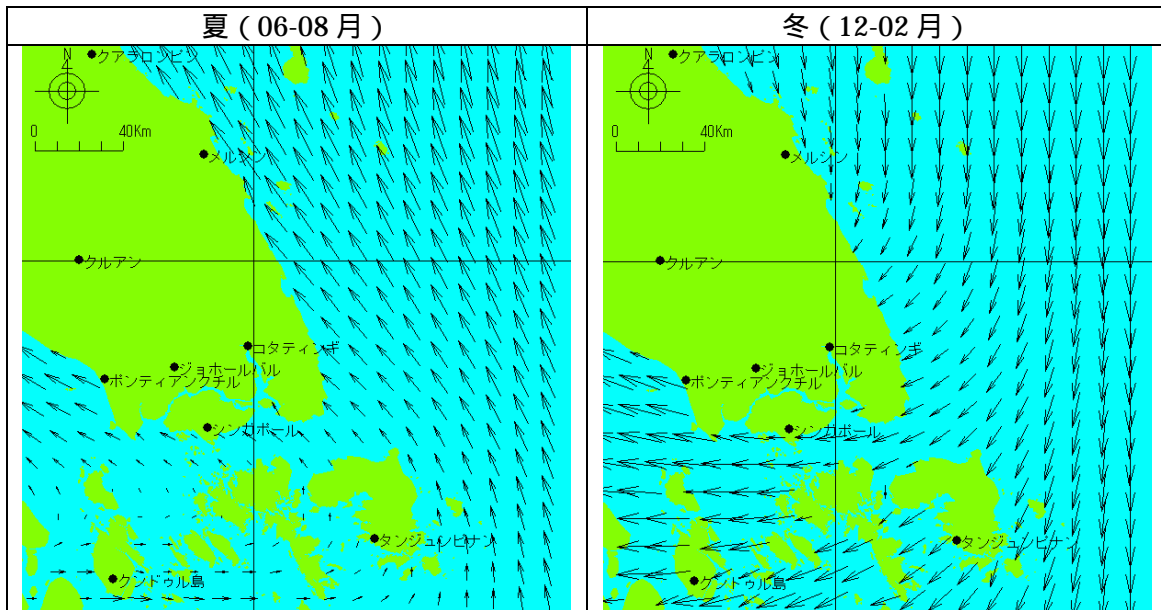 夏 ( 06-08 月 )
冬 ( 12-02 月 )
N
クアラロンピン
0
40Km
メルシン
クルアン
コタティンギ
ジョホールバル
ポンティアンクチル
シンガポール
タンジュンピナン
クンドゥル島
N
クアラロンピン
0
40Km
メルシン
クルアン
コタティンギ
ジョホールバル
ポンティアンクチル
シンガポール
タンジュンピナン
クンドゥル島